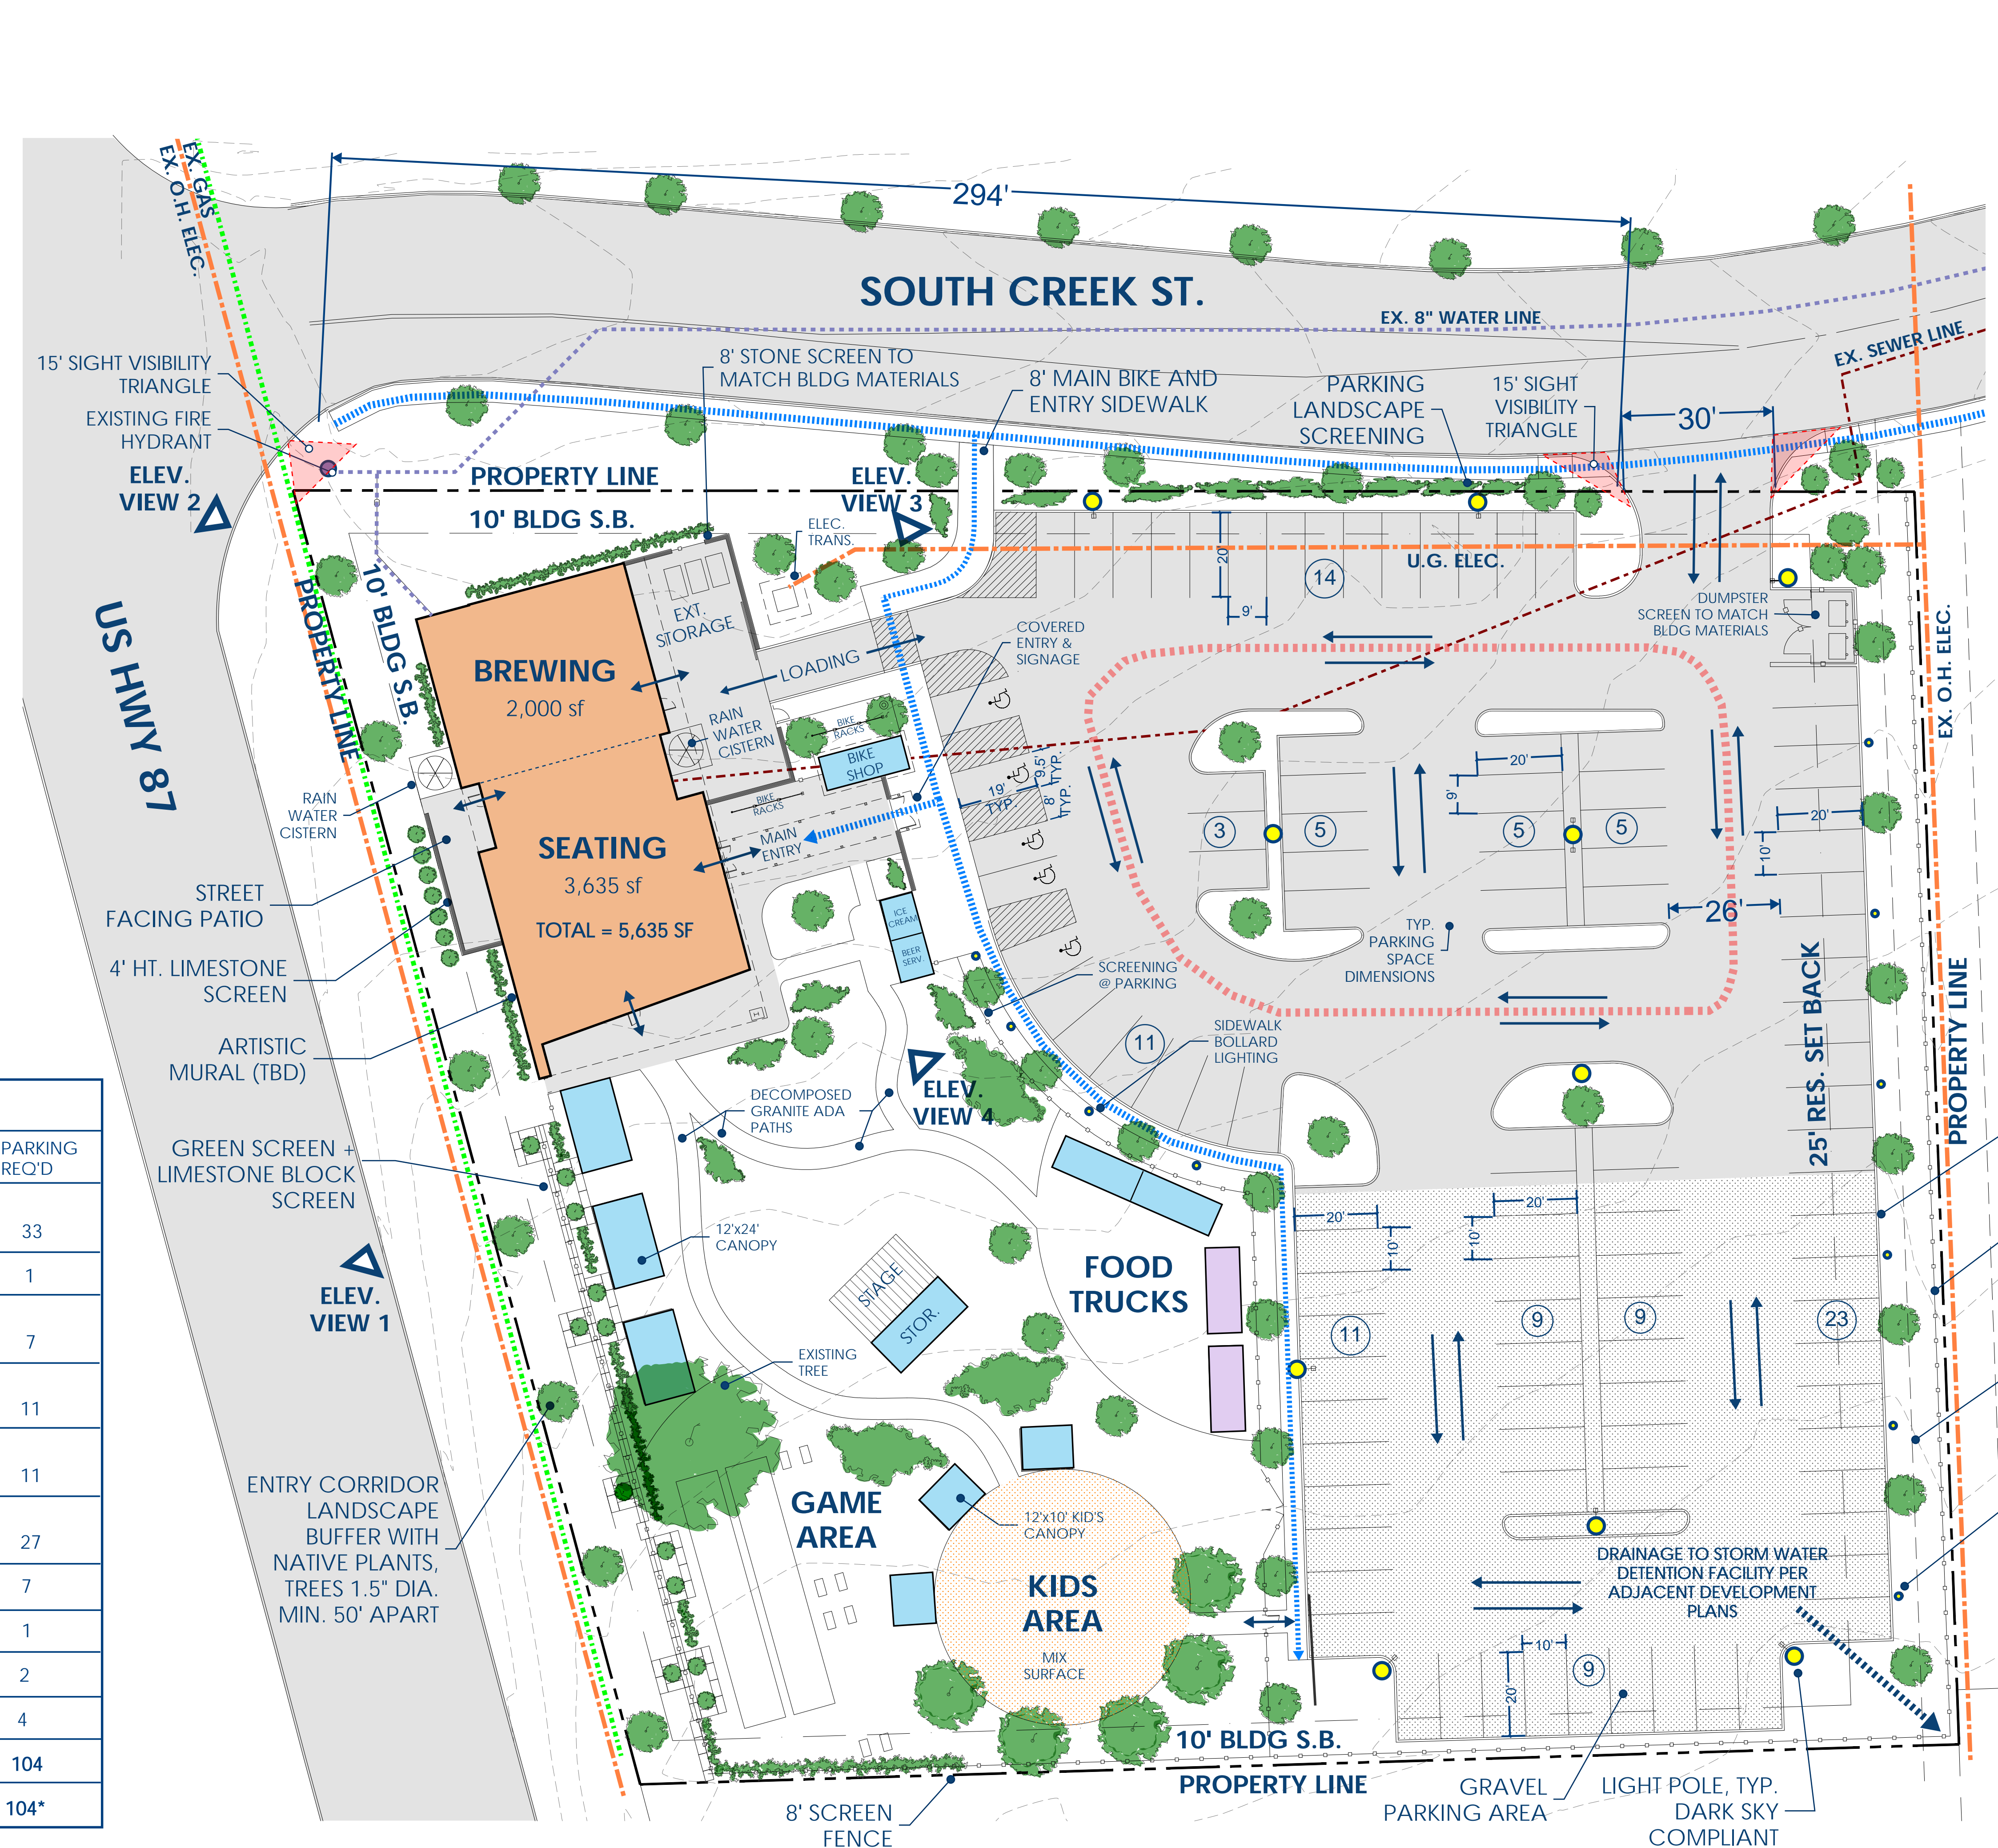 294'
EX. GAS
EX. O.H. ELEC.
SOUTH CREEK ST.
EX. 8" WATER LINE
EX. SEWER LINE
15' SIGHT VISIBILITY
TRIANGLE
EXISTING FIRE
HYDRANT
ELEV.
VIEW 2
8' STONE SCREEN TO
MATCH BLDG MATERIALS
8' MAIN BIKE AND
ENTRY SIDEWALK
PARKING
LANDSCAPE
SCREENING
15' SIGHT
VISIBILITY
TRIANGLE
30'
PROPERTY LINE
10' BLDG S.B.
ELEV.
VIEW 3
ELEC.
TRANS.
U.G. ELEC.
20'
9'
14
US HWY 87
PROPERTY LINE
10' BLDG S.B.
BREWING
2,000 sf
EXT.
STORAGE
LOADING
COVERED
ENTRY &
SIGNAGE
DUMPSTER
SCREEN TO MATCH
BLDG MATERIALS
EX. O.H. ELEC.
RAIN
WATER
CISTERN
BIKE
RACKS
BIKE
SHOP
BIKE
RACKS
MAIN
ENTRY
19'
TYP.
9.5'
TYP.
8'
TYP.
RAIN
WATER
CISTERN
SEATING
3,635 sf
TOTAL = 5,635 SF
3
5
5
5
20'
9'
20'
10'
26'
STREET
FACING PATIO
4' HT. LIMESTONE
SCREEN
ICE
CREAM
BEER
SERV.
TYP.
PARKING
SPACE
DIMENSIONS
SCREENING
@ PARKING
25' RES. SET BACK
PROPERTY LINE
ARTISTIC
MURAL (TBD)
11
SIDEWALK
BOLLARD
LIGHTING
ELEV.
VIEW 4
DECOMPOSED
GRANITE ADA
PATHS
GREEN SCREEN +
LIMESTONE BLOCK
SCREEN
12'x24'
CANOPY
20'
10'
20'
10'
ELEV.
VIEW 1
STAGE
STOR.
FOOD
TRUCKS
11
9
9
23
EXISTING
TREE
ENTRY CORRIDOR
LANDSCAPE
BUFFER WITH
NATIVE PLANTS,
TREES 1.5" DIA.
MIN. 50' APART
GAME
AREA
12'x10' KID'S
CANOPY
KIDS
AREA
MIX
SURFACE
DRAINAGE TO STORM WATER
DETENTION FACILITY PER
ADJACENT DEVELOPMENT
PLANS
10'
9
20'
10' BLDG S.B.
PROPERTY LINE
8' SCREEN
FENCE
GRAVEL
PARKING AREA
LIGHT POLE, TYP.
DARK SKY
COMPLIANT
PARKING
REQ'D
33
1
7
11
11
27
7
1
2
4
104
104*